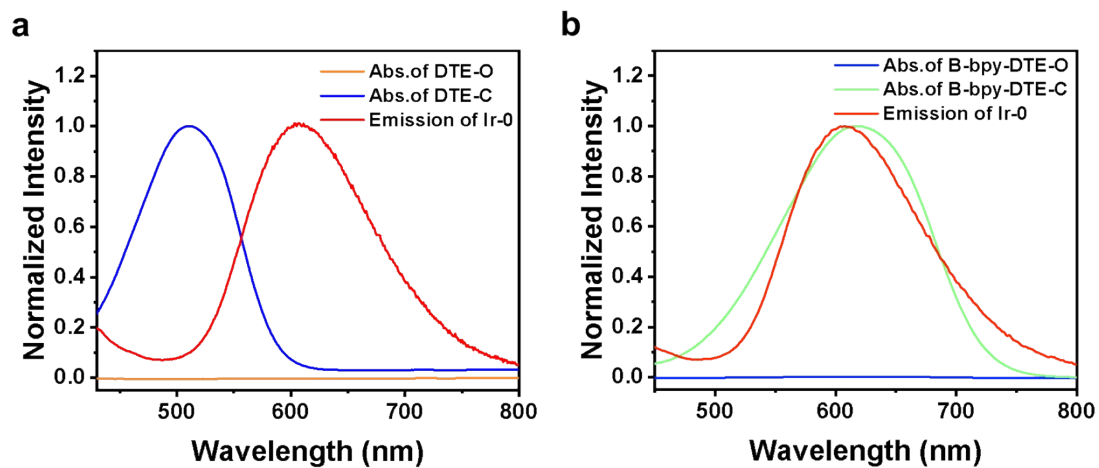 a
Abs.of DTE-O
Abs.of DTE-C
Emission of Ir-0
Normalized Intensity
1.2
1.0
0.8
0.6
0.4
0.2
0.0
500
600
700
800
Wavelength (nm)
b
Abs.of B-bpy-DTE-O
Abs.of B-bpy-DTE-C
Emission of Ir-0
Normalized Intensity
1.2
1.0
0.8
0.6
0.4
0.2
0.0
500
600
700
800
Wavelength (nm)